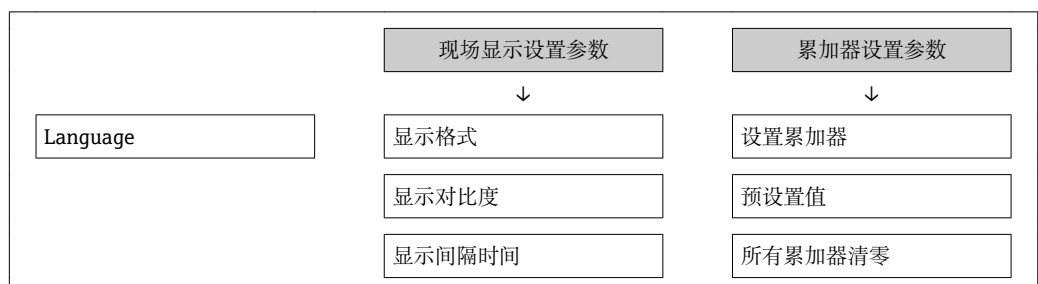 现场显示设置参数
累加器设置参数
↓
↓
Language
显示格式
设置累加器
显示对比度
预设置值
显示间隔时间
所有累加器清零